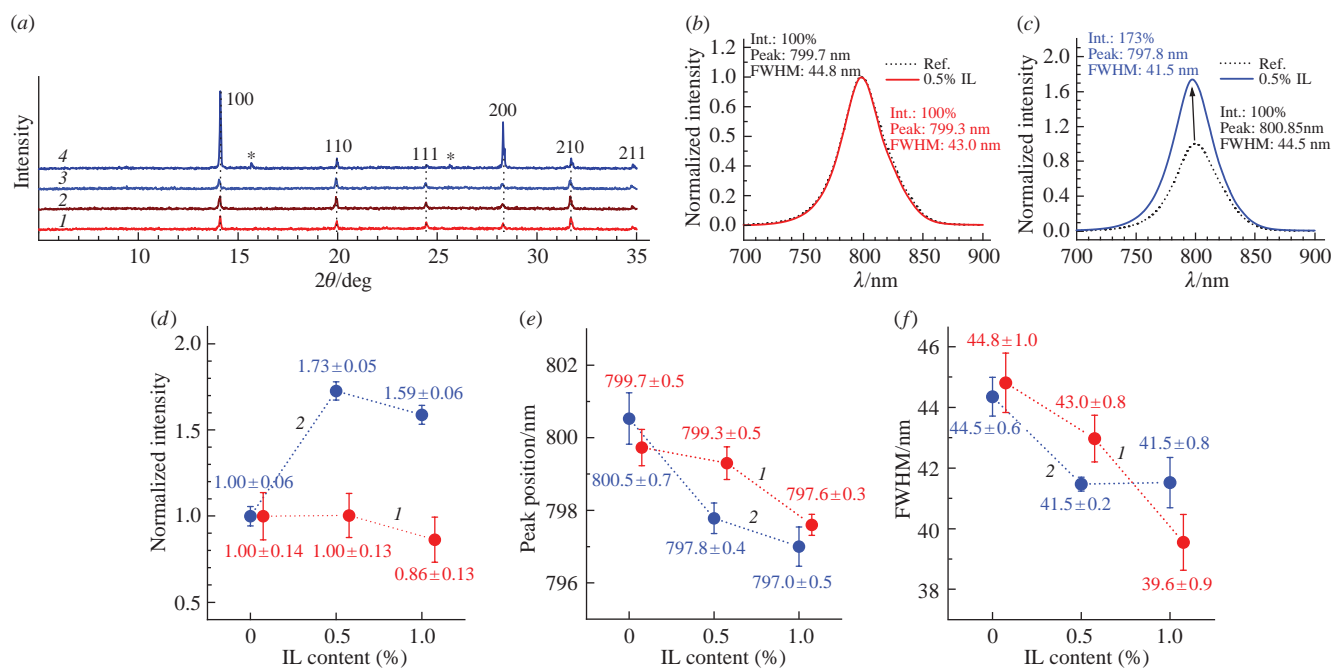 (a)
Intensity
4
3
2
1
100
*
110
111
*
200
210
211
10
15
20
25
30
35
2θ/deg
(b)
Int.: 100%
Peak: 799.7 nm
FWHM: 44.8 nm
Ref.
0.5% IL
Int.: 100%
Peak: 799.3nm
FWHM: 43.0 nm
Normalized intensity
1.2
1.0
0.5
0.2
0.0
700
750
800
850
900
λ/nm
(c)
Int.: 173%
Peak: 797.8 nm
FWHM: 41.5 nm
Ref.
0.5% IL
Int.: 100%
Peak: 800.85nm
FWHM: 44.5 nm
Normalized intensity
2.0
1.6
1.2
0.8
0.4
0.0
700
750
800
850
900
λ/nm
(d)
Normalized intensity
2.0
1.5
1.0
0.5
1.73±0.05
1.59±0.06
2
1.00±0.06
1
1.00±0.14
1.00±0.13
0.86±0.13
0
0.5
1.0
IL content (%)
(e)
Peak position/nm
802
800
798
796
799.7±0.5
799.3±0.5
1
800.5±0.7
797.6±0.3
2
797.8±0.4
797.0±0.5
0
0.5
1.0
IL content (%)
(f)
FWHM/nm
46
44
42
40
38
44.8±1.0
43.0±0.8
1
44.5±0.6
41.5±0.8
2
41.5±0.2
39.6±0.9
0
0.5
1.0
IL content (%)